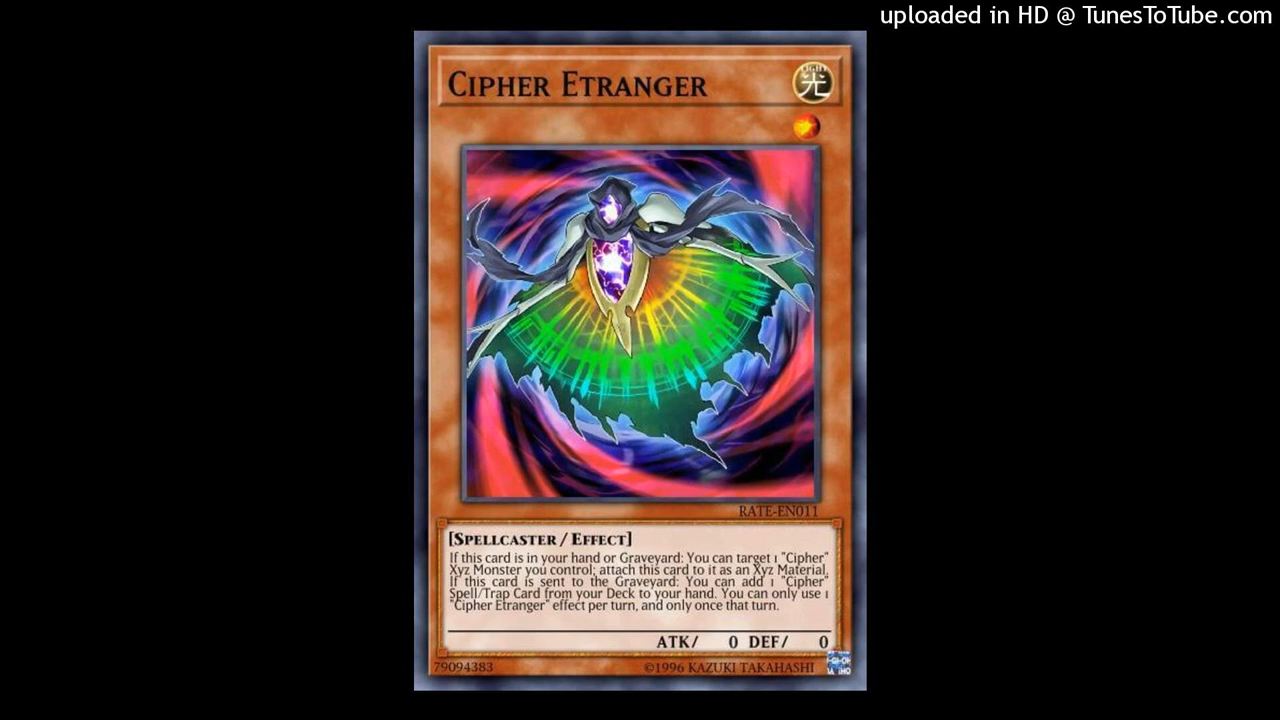 uploaded in HD @ TunesToTube.com
CIPHER ETRANGER
LIGHT
光
RATE-EN011
[SPELLCASTER / EFFECT]
If this card is in your hand or Graveyard: You can target 1 "Cipher"
Xyz Monster you control; attach this card to it as an Xyz Material.
If this card is sent to the Graveyard: You can add 1 "Cipher"
Spell/Trap Card from your Deck to your hand. You can only use 1
"Cipher Etranger" effect per turn, and only once that turn.
ATK/ 0 DEF/ 0
79094383 ©1996 KAZUKI TAKAHASHI